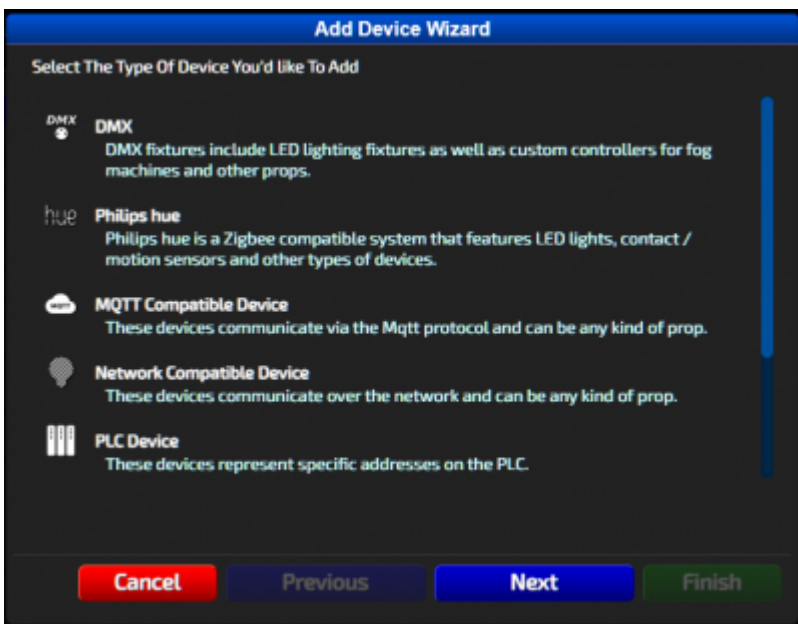 Add Device Wizard
Select The Type Of Device You'd like To Add
DMX
DMX
DMX fixtures include LED lighting fixtures as well as custom controllers for fog
machines and other props.
hue
Philips hue
Philips hue is a Zigbee compatible system that features LED lights, contact /
motion sensors and other types of devices.
MQTT
MQTT Compatible Device
These devices communicate via the Mqtt protocol and can be any kind of prop.
Network Compatible Device
These devices communicate over the network and can be any kind of prop.
PLC Device
These devices represent specific addresses on the PLC.
Cancel
Previous
Next
Finish